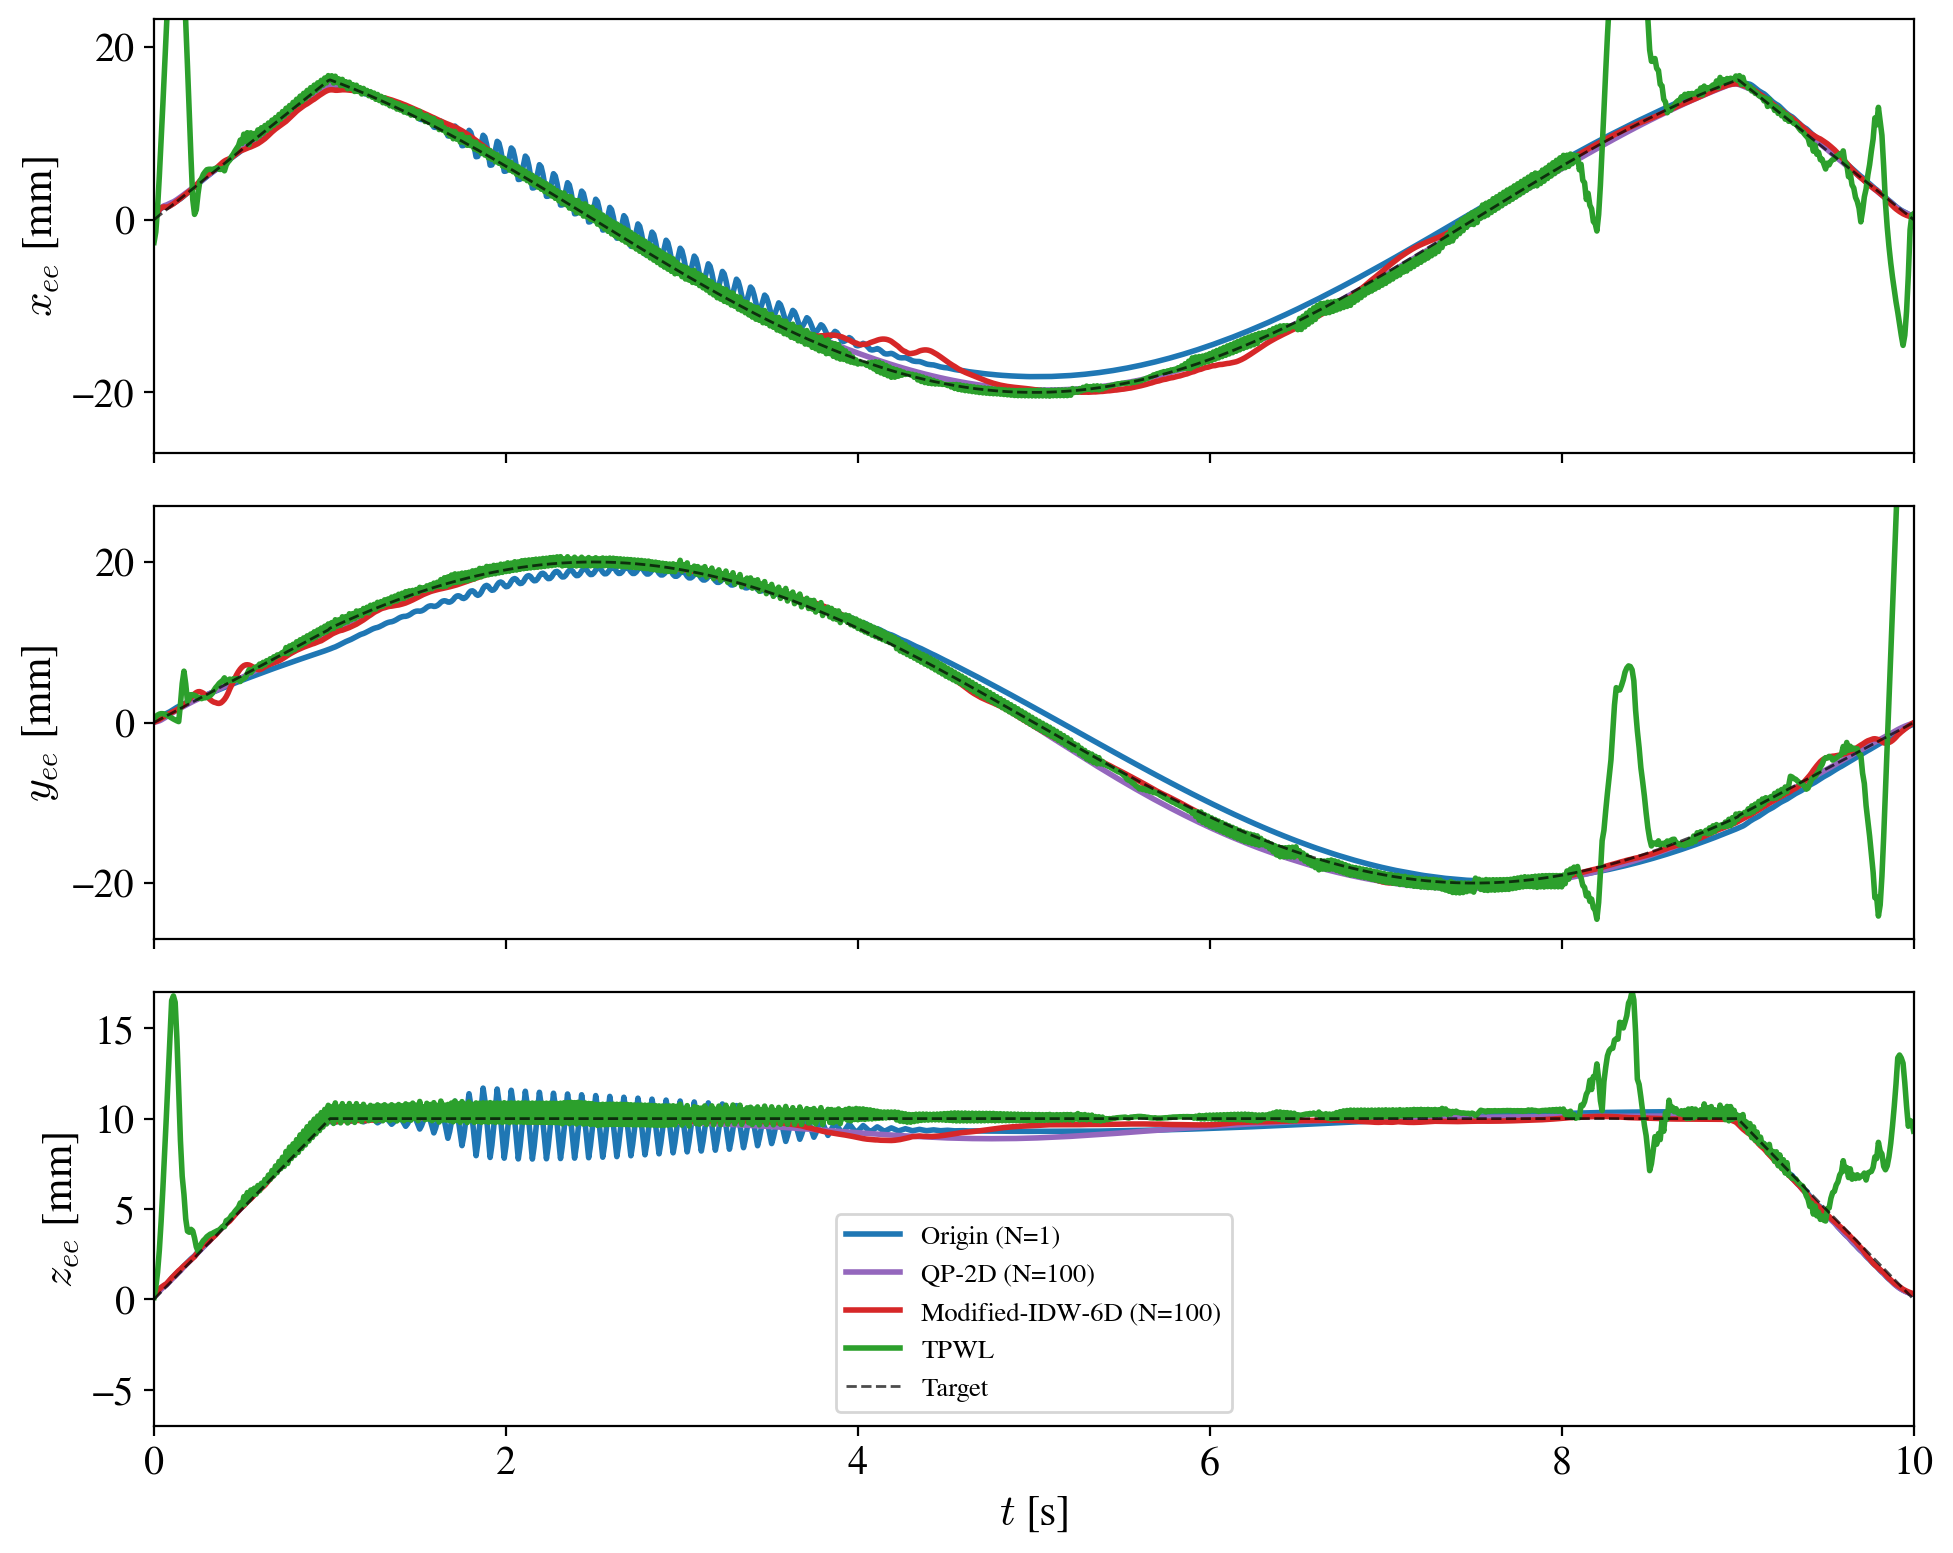 20
0
−20
x_ee [mm]
20
0
−20
y_ee [mm]
15
10
5
0
−5
z_ee [mm]
Origin (N=1)
QP-2D (N=100)
Modified-IDW-6D (N=100)
TPWL
Target
0 2 4 6 8 10
t [s]